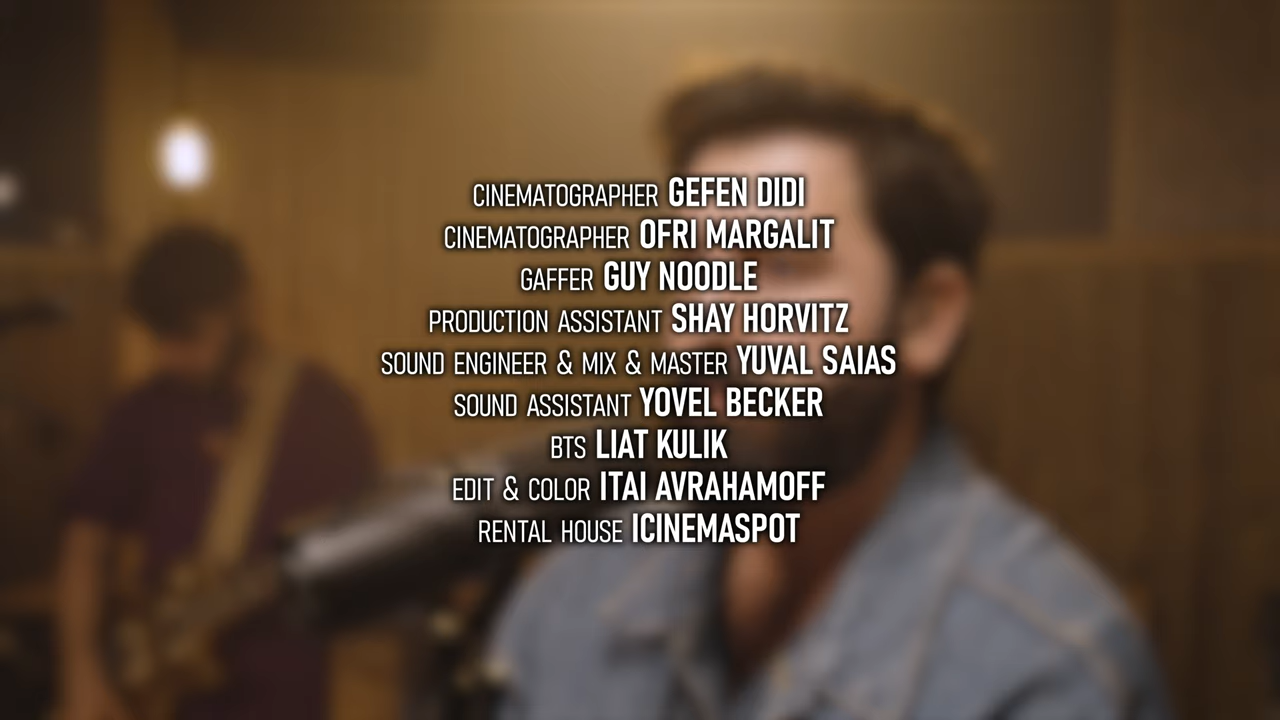 CINEMATOGRAPHER GEFEN DIDI
CINEMATOGRAPHER OFRI MARGALIT
GAFFER GUY NOODLE
PRODUCTION ASSISTANT SHAY HORVITZ
SOUND ENGINEER & MIX & MASTER YUVAL SAIAS
SOUND ASSISTANT YOVEL BECKER
BTS LIAT KULIK
EDIT & COLOR ITAI AVRAHAMOFF
RENTAL HOUSE ICINEMASPOT